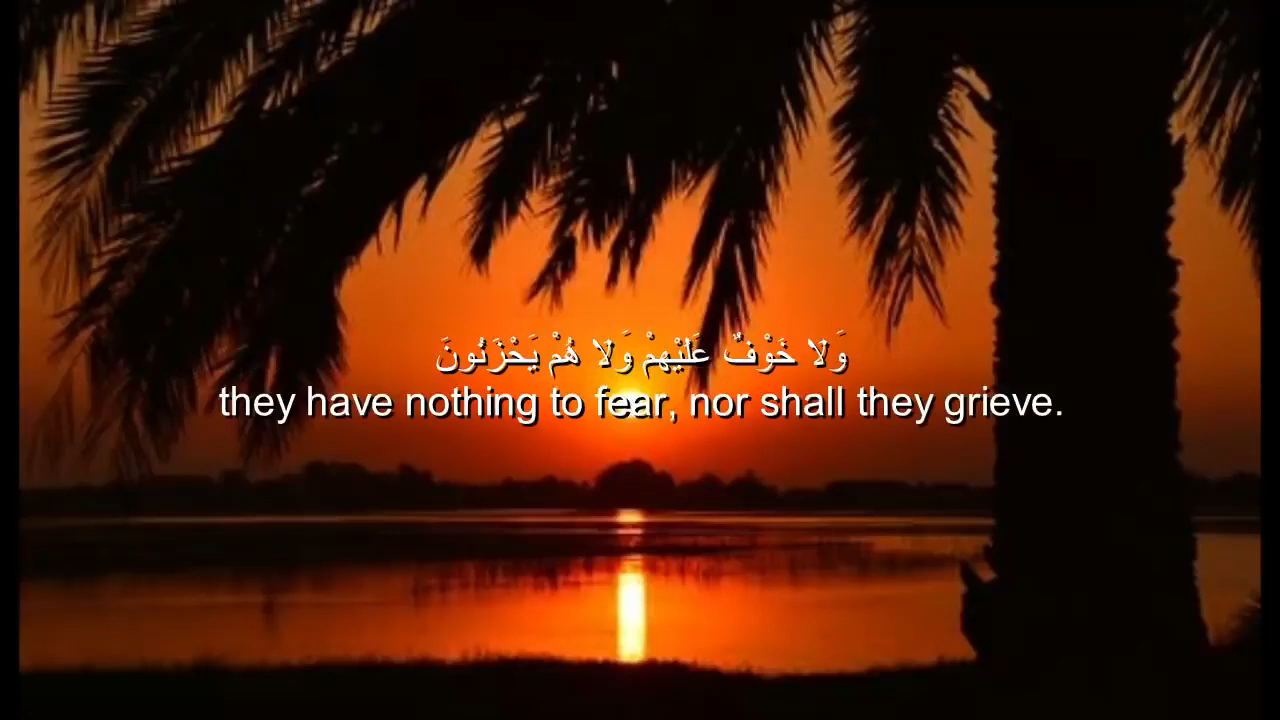 وَلَا خَوْفٌ عَلَيْهِمْ وَلَا هُمْ يَحْزَنُونَ
they have nothing to fear, nor shall they grieve.